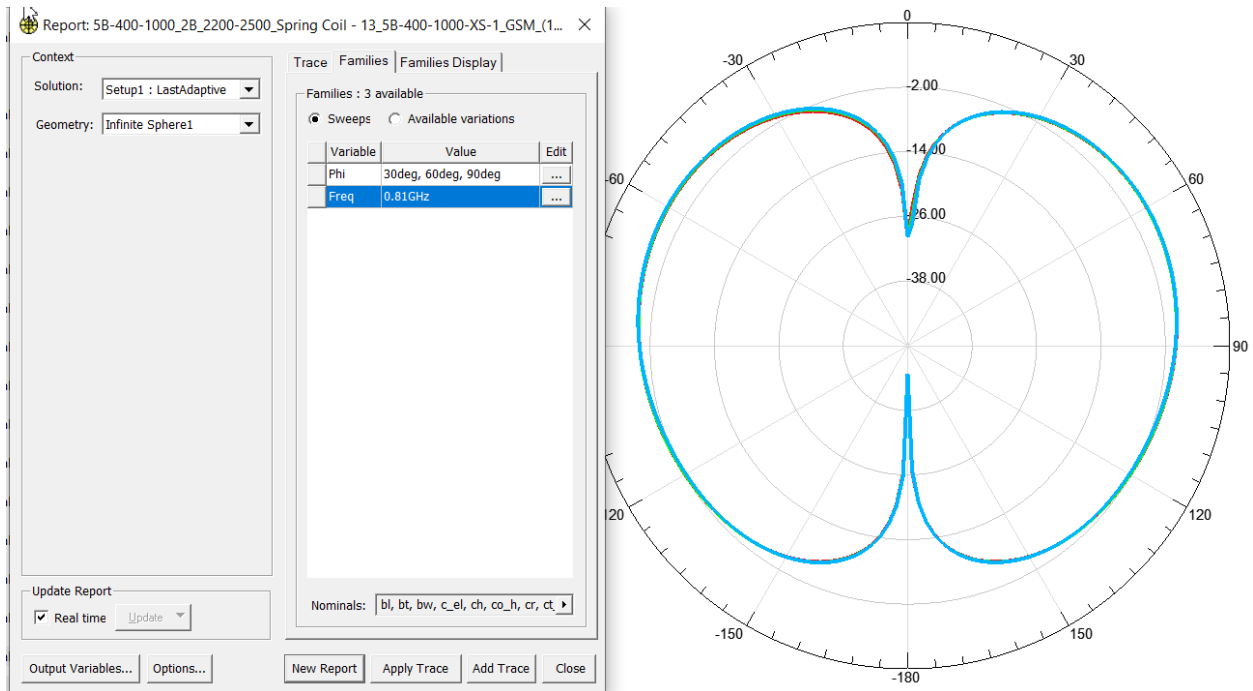 Report: 5B-400-1000_2B_2200-2500_Spring Coil - 13_5B-400-1000-XS-1_GSM_(1...
Context
Solution: Setup1 : LastAdaptive
Geometry: Infinite Sphere1
Trace Families Families Display
Families : 3 available
Sweeps Available variations
Variable Value Edit
Phi 30deg, 60deg, 90deg ...
Freq 0.81GHz ...
Nominals: bl, bt, bw, c_el, ch, co_h, cr, ct_
Update Report
Real time Update
Output Variables... Options... New Report Apply Trace Add Trace Close
0
-30 30
-2.00
-14.00
60 60
-26.00
-38.00
90
120 120
-150 150
-180